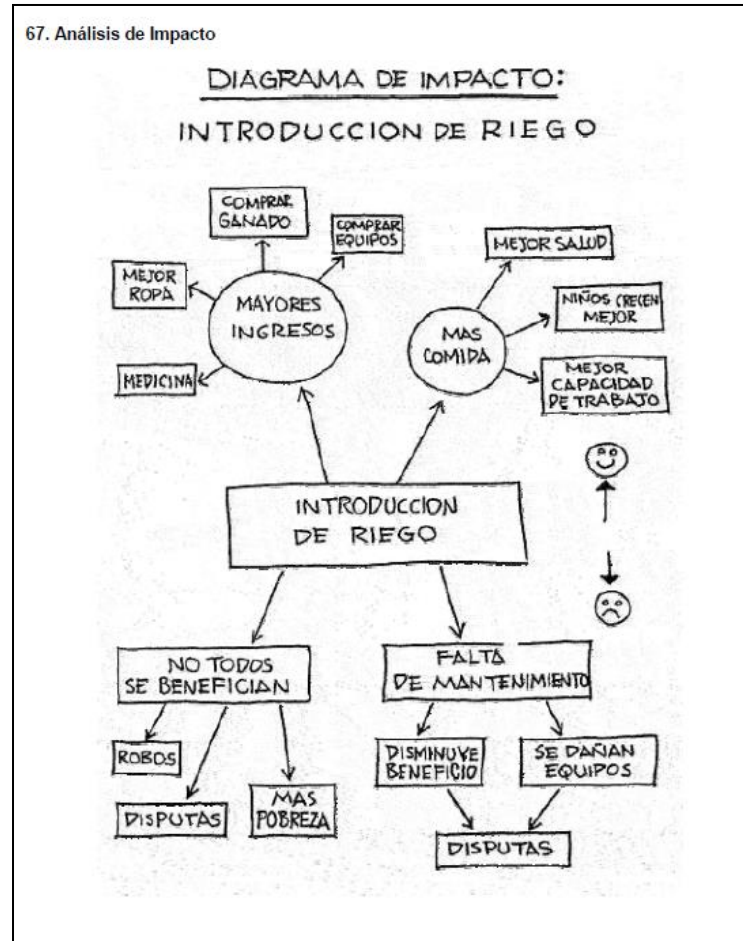 67. Análisis de Impacto
DIAGRAMA DE IMPACTO:
INTRODUCCION DE RIEGO
COMPRAR
GANADO
COMPRAR
EQUIPOS
MEJOR
ROPA
MAYORES
INGRESOS
MEDICINA
MEJOR SALUD
NIÑOS CRECEN
MEJOR
MAS
COMIDA
MEJOR
CAPACIDAD
DE TRABAJO
INTRODUCCION
DE RIEGO
NO TODOS
SE BENEFICIAN
FALTA
DE MANTENIMIENTO
ROBOS
DISPUTAS
MAS
POBREZA
DISMINUYE
BENEFICIO
SE DAÑAN
EQUIPOS
DISPUTAS